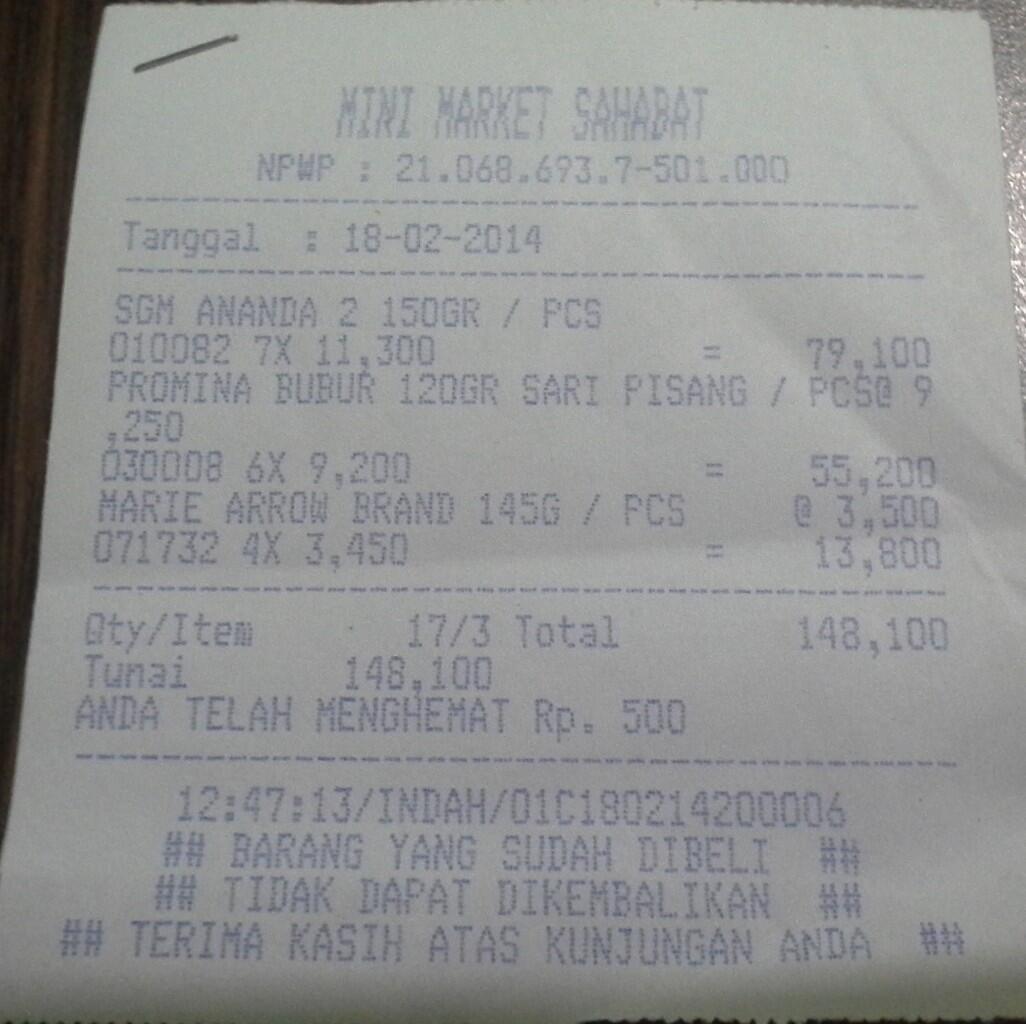 MINI MARKET SAHABAT
NPWP : 21.068.693.7-501.000
Tanggal : 18-02-2014
SGM ANANDA 2 150GR / PCS
010082 7X 11,300 = 79,100
PROMINA BUBUR 120GR SARI PISANG / PCS@ 9
,250
030008 6X 9,200 = 55,200
MARIE ARROW BRAND 145G / PCS @ 3,500
071732 4X 3,450 = 13,800
Qty/Item 17/3 Total 148,100
Tunai 148,100
ANDA TELAH MENGHEMAT Rp. 500
12:47:13/INDAH/01C180214200006
## BARANG YANG SUDAH DIBELI ##
## TIDAK DAPAT DIKEMBALIKAN ##
## TERIMA KASIH ATAS KUNJUNGAN ANDA ##